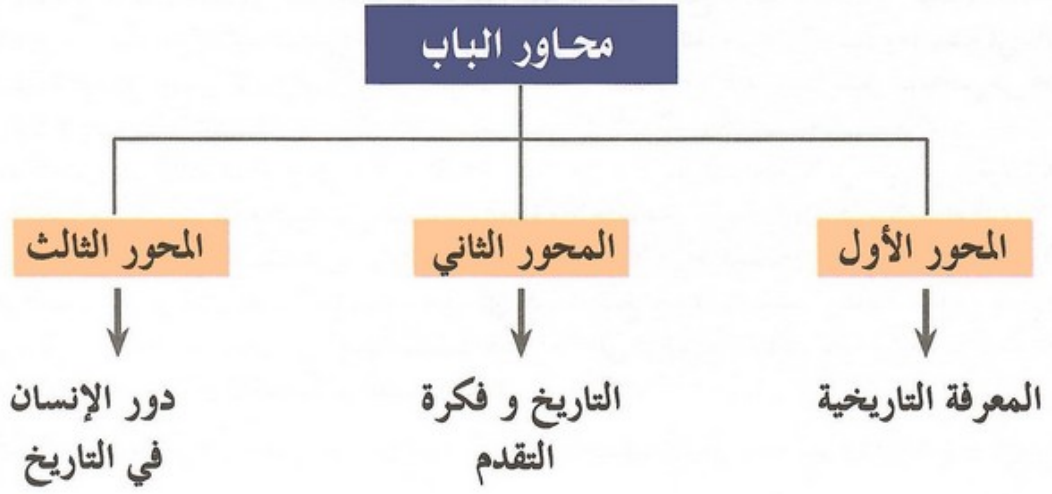 محاور الباب
المحور الأول
المحور الثاني
المحور الثالث
المعرفة التاريخية
التاريخ و فكرة
التقدم
دور الإنسان
في التاريخ